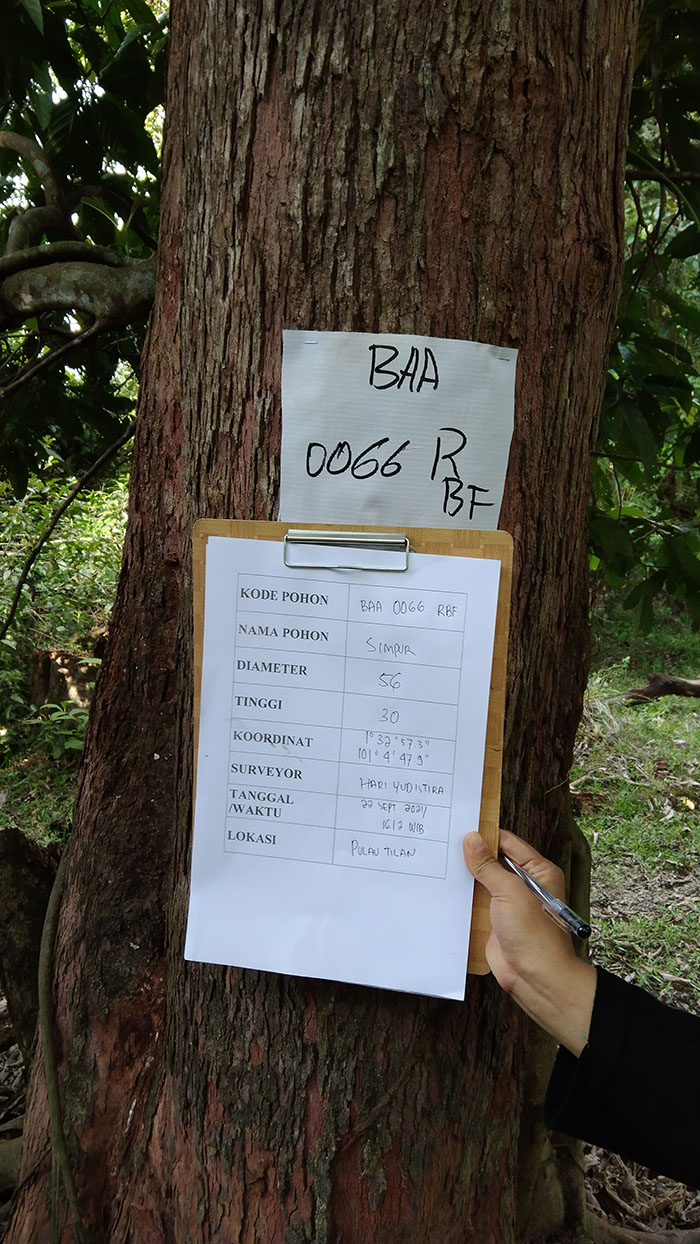 BAA
0066 R
BF
KODE POHON BAA 0066 RBF
NAMA POHON SIMPUR
DIAMETER 56
TINGGI 30
KOORDINAT 1° 32' 57.3"
101° 4' 47.9"
SURVEYOR HARI YUDISTIRA
TANGGAL 22 SEPT 2021/
/WAKTU 1612 WIB
LOKASI PULAU TILAN